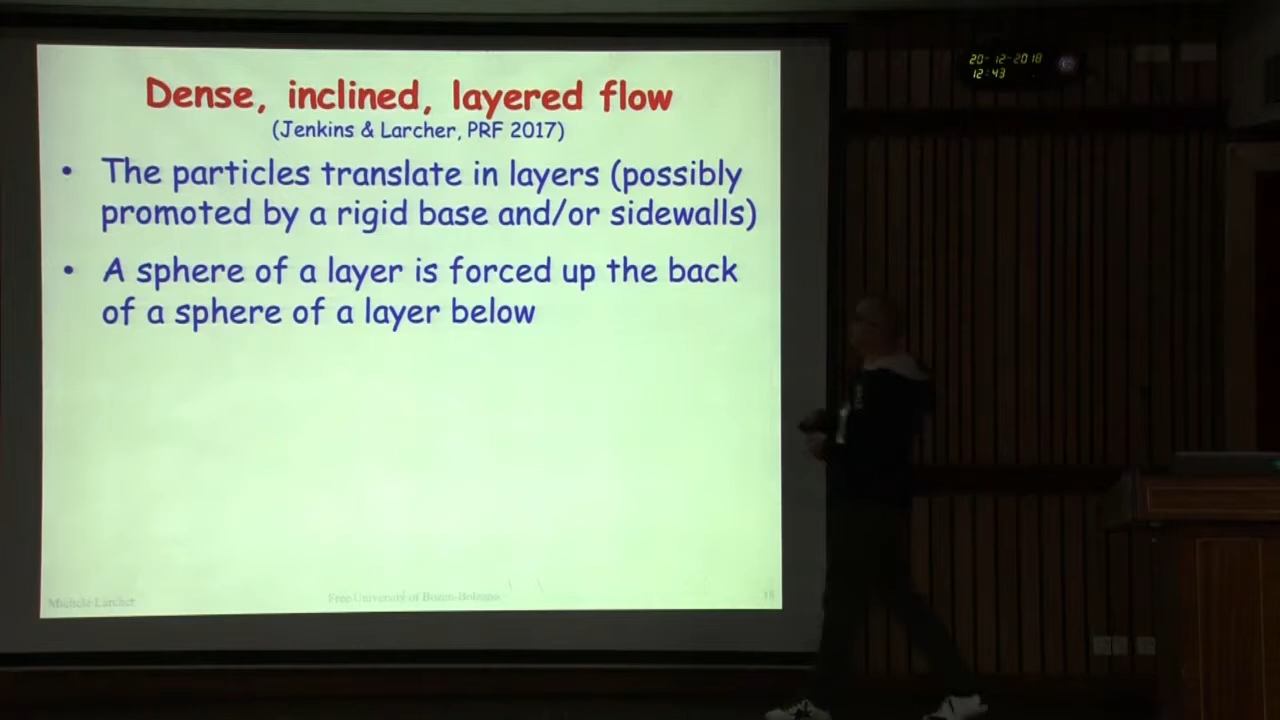 Dense, inclined, layered flow
(Jenkins & Larcher, PRF 2017)
• The particles translate in layers (possibly
promoted by a rigid base and/or sidewalls)
• A sphere of a layer is forced up the back
of a sphere of a layer below
Michele Larcher
Free University of Bozen-Bolzano
18
20-12-2018
12:43